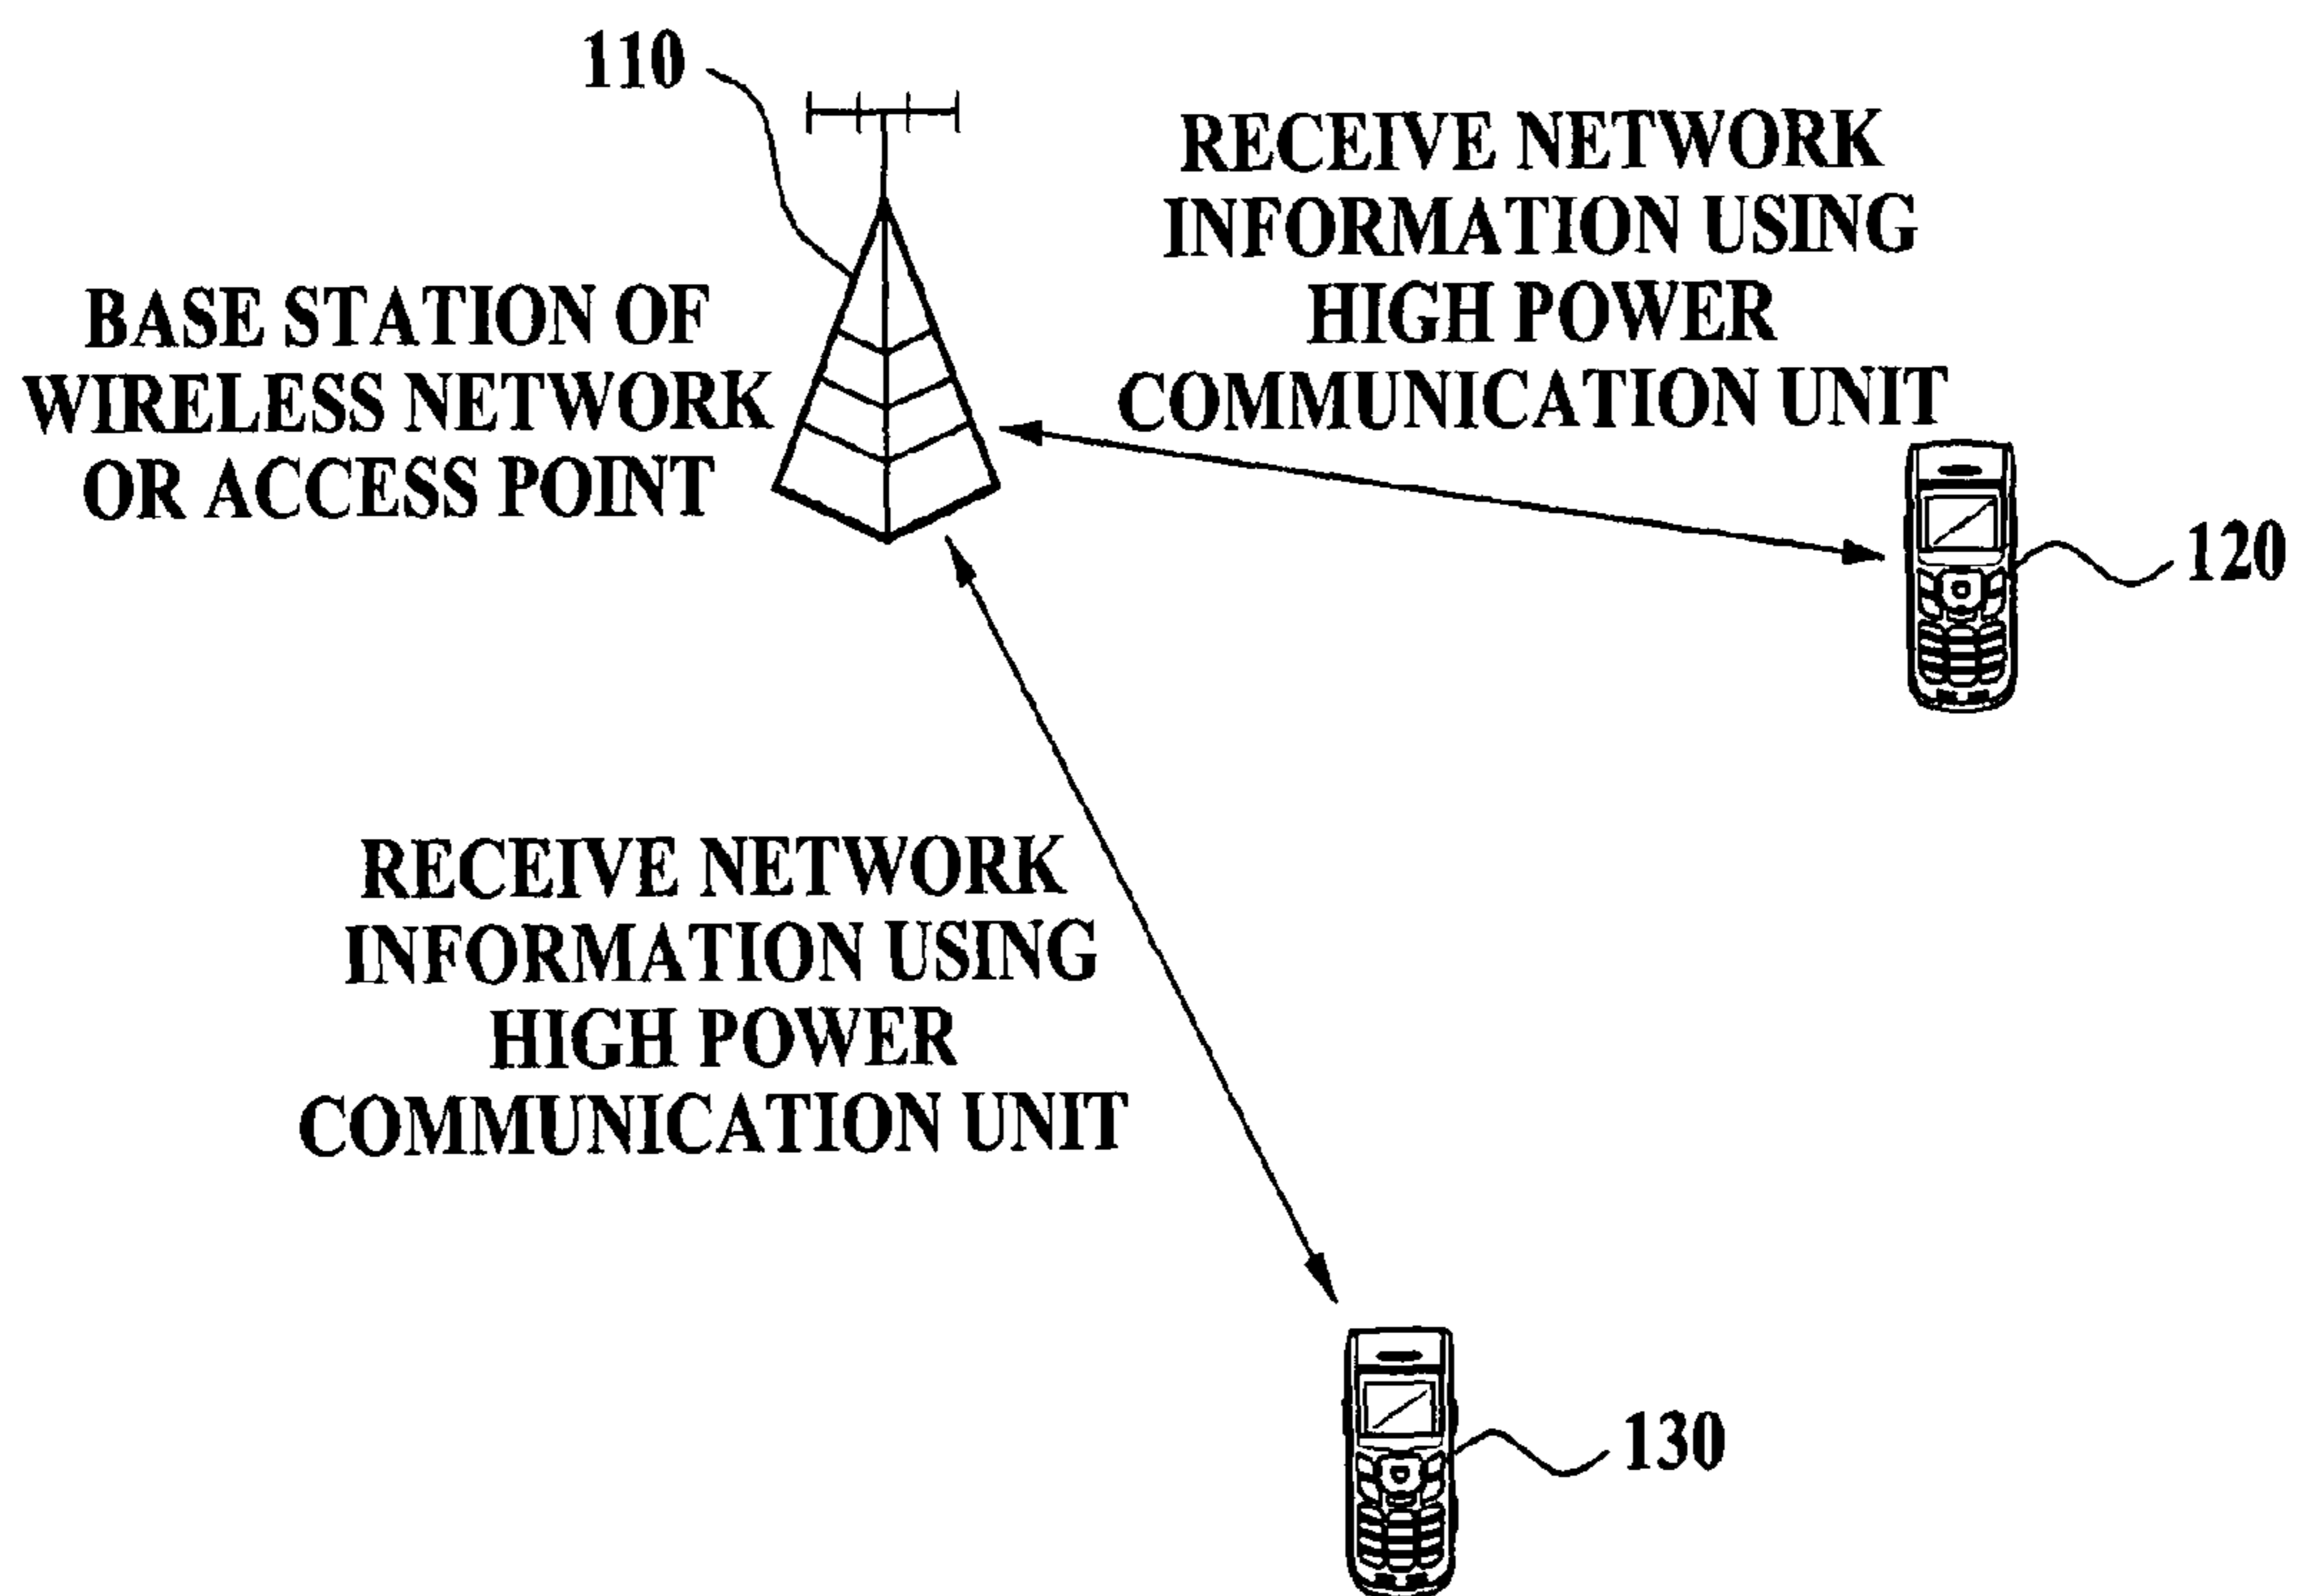 110
RECEIVE NETWORK
INFORMATION USING
HIGH POWER
COMMUNICATION UNIT
BASE STATION OF
WIRELESS NETWORK
OR ACCESS POINT
120
RECEIVE NETWORK
INFORMATION USING
HIGH POWER
COMMUNICATION UNIT
130